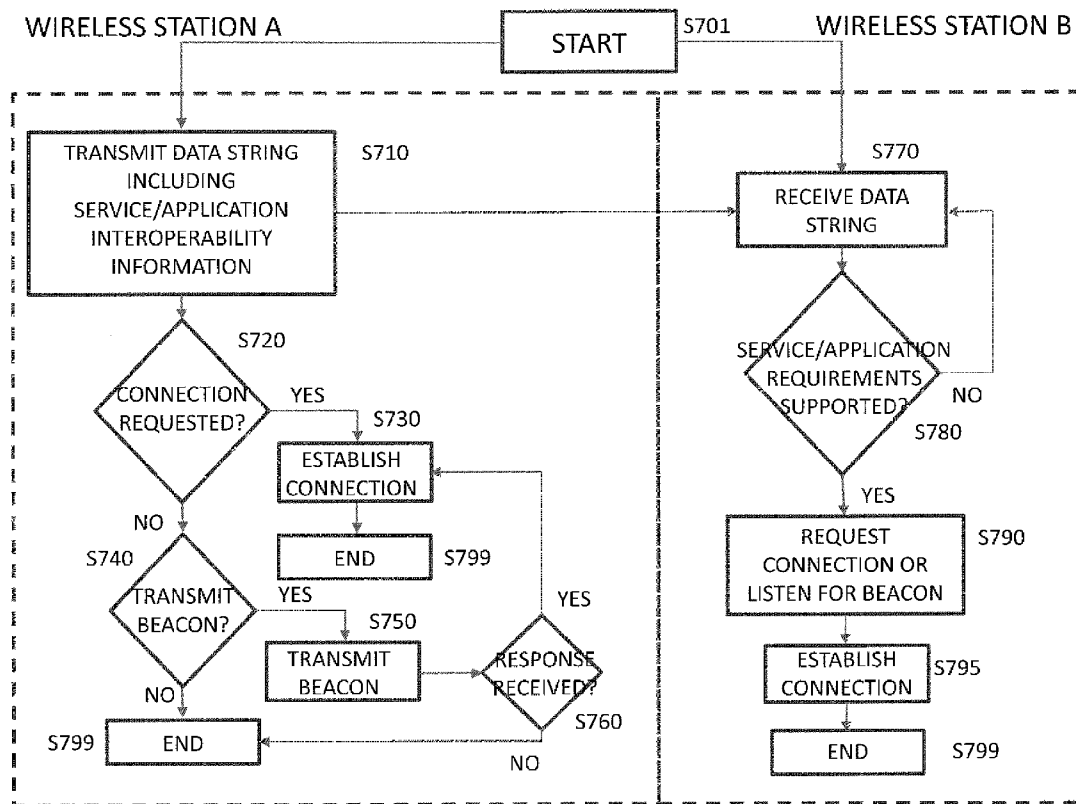 WIRELESS STATION A
START
S701
WIRELESS STATION B
TRANSMIT DATA STRING
INCLUDING
SERVICE/APPLICATION
INTEROPERABILITY
INFORMATION
S710
S720
CONNECTION
REQUESTED?
YES
S730
ESTABLISH
CONNECTION
NO
END
S799
S740
TRANSMIT
BEACON?
YES
S750
TRANSMIT
BEACON
YES
RESPONSE
RECEIVED?
S760
NO
NO
S799
END
S770
RECEIVE DATA
STRING
SERVICE/APPLICATION
REQUIREMENTS
SUPPORTED?
NO
S780
YES
REQUEST
CONNECTION OR
LISTEN FOR BEACON
S790
ESTABLISH
CONNECTION
S795
END
S799